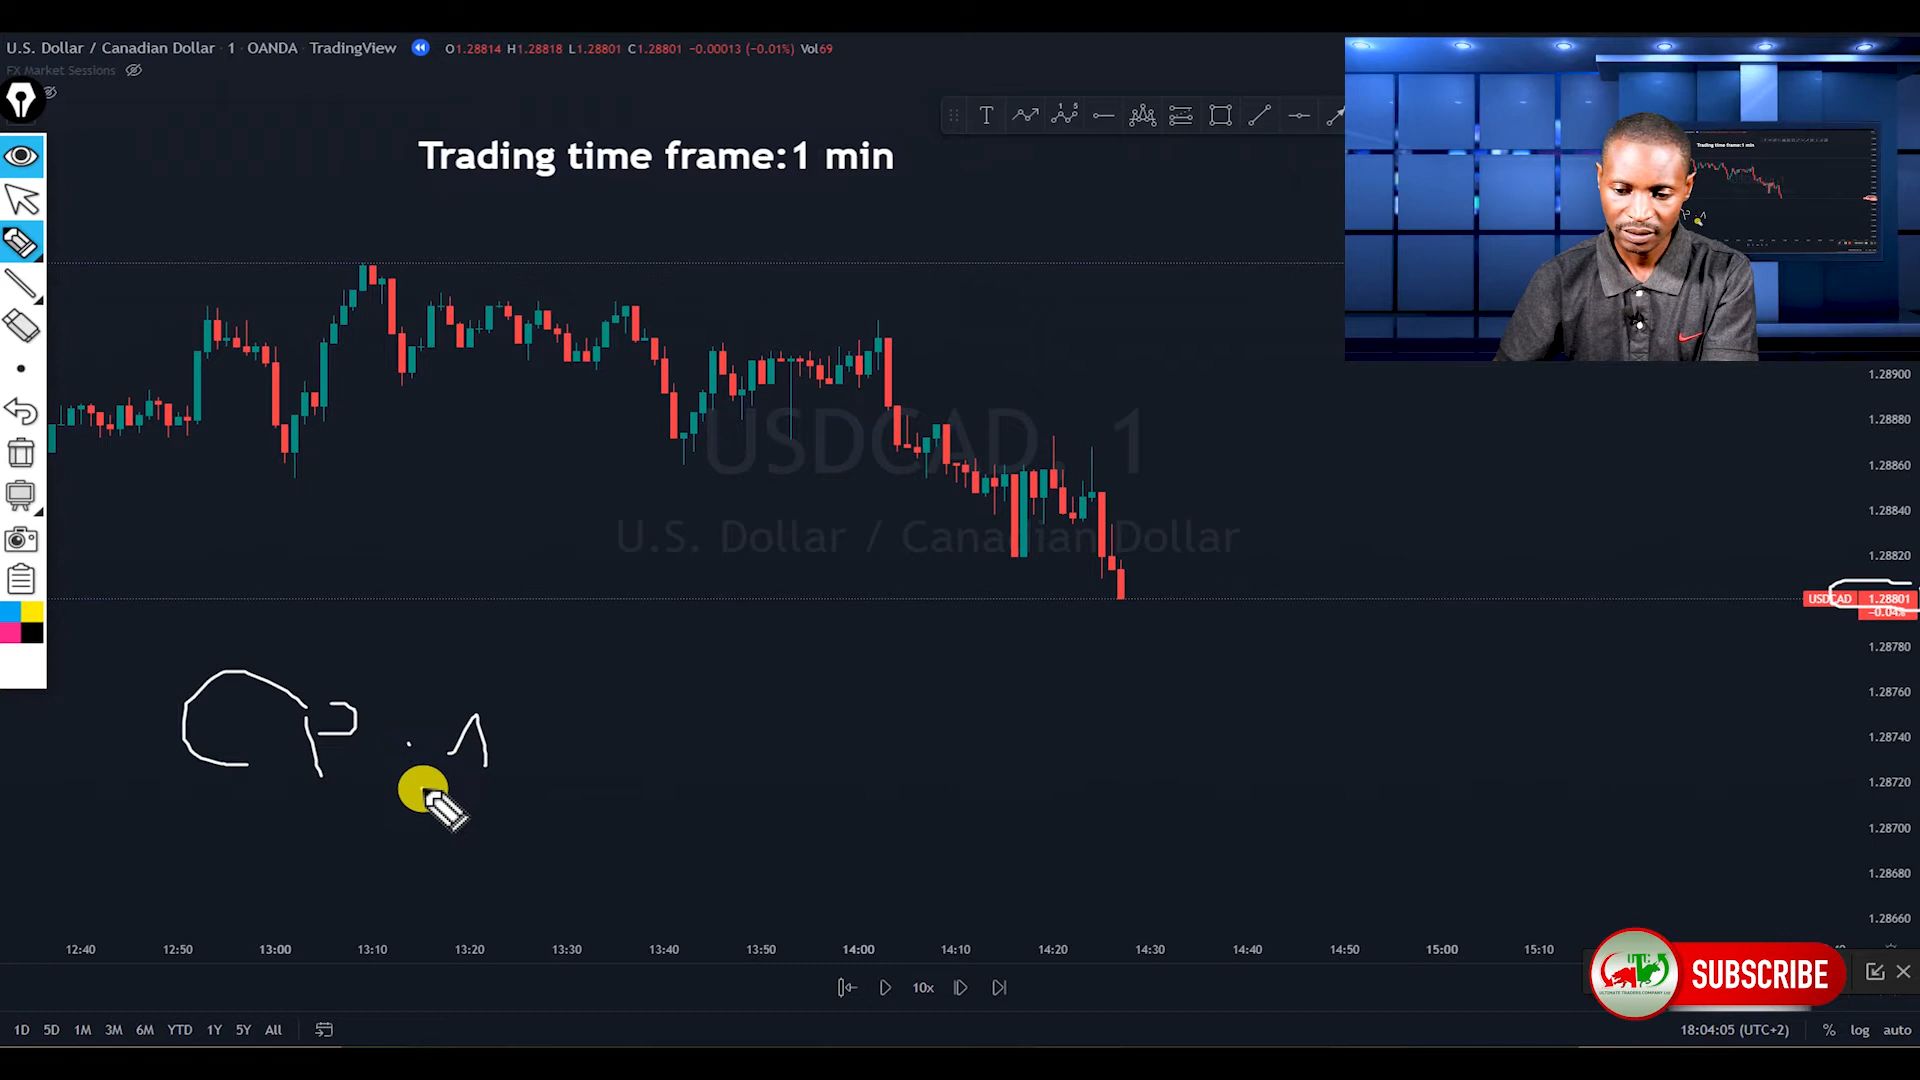 U.S. Dollar / Canadian Dollar · 1 · OANDA · TradingView O1.28814 H1.28818 L1.28801 C1.28801 −0.00013 (−0.01%) Vol69
FX Market Sessions
Trading time frame:1 min
USDCAD, 1
U.S. Dollar / Canadian Dollar
1.28900
1.28880
1.28860
1.28840
1.28820
USDCAD 1.28801
−0.04%
1.28780
1.28760
1.28740
1.28720
1.28700
1.28680
1.28660
12:40 12:50 13:00 13:10 13:20 13:30 13:40 13:50 14:00 14:10 14:20 14:30 14:40 14:50 15:00 15:10
10x
SUBSCRIBE
ULTIMATE TRADERS COMPANY
1D 5D 1M 3M 6M YTD 1Y 5Y All
18:04:05 (UTC+2) % log auto